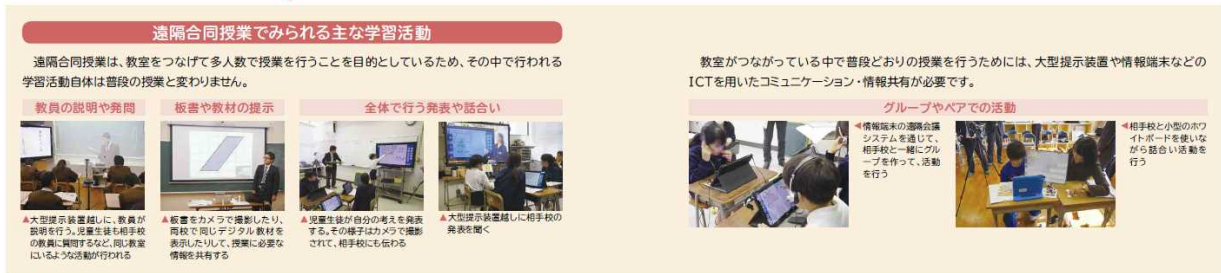 遠隔合同授業でみられる主な学習活動
遠隔合同授業は、教室をつなげて多人数で授業を行うことを目的としているため、その中で行われる
学習活動自体は普段の授業と変わりません。
教員の説明や発問
▲大型提示装置越しに、教員が
説明を行う。児童生徒も相手校
の教員に質問するなど、同じ教室
にいるような活動が行われる
板書や教材の提示
▲板書をカメラで撮影したり、
両校で同じデジタル教材を
表示したりして、授業に必要な
情報を共有する
全体で行う発表や話合い
▲児童生徒が自分の考えを発表
する。その様子はカメラで撮影
されて、相手校にも伝わる
▲大型提示装置越しに相手校の
発表を聞く
教室がつながっている中で普段どおりの授業を行うためには、大型提示装置や情報端末などの
ICTを用いたコミュニケーション・情報共有が必要です。
グループやペアでの活動
◀情報端末の遠隔会議
システムを通じて、
相手校と一緒にグル
ープを作って、活動
を行う
◀相手校と小型のホワ
イトボードを使いな
がら話合い活動を
行う